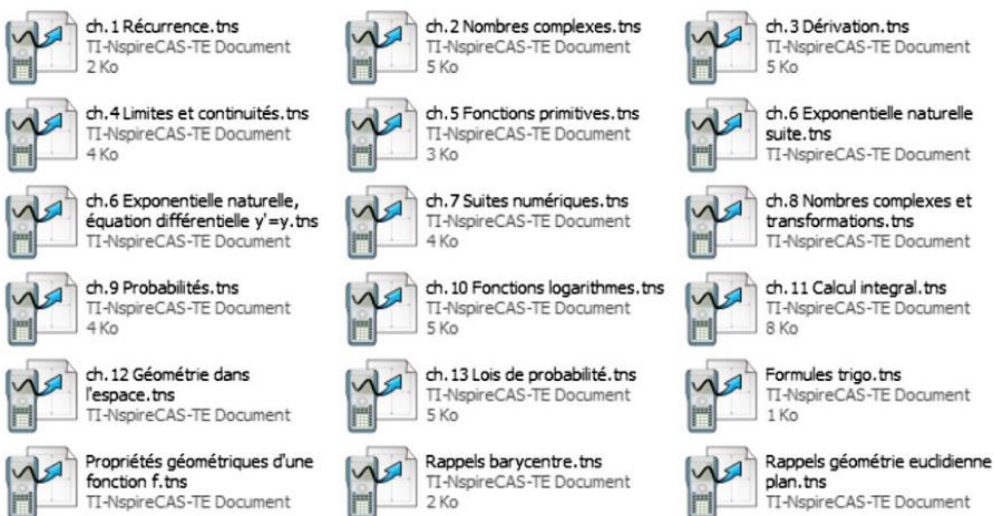 ch.1 Récurrence.tns
TI-NspireCAS-TE Document
2 Ko
ch.2 Nombres complexes.tns
TI-NspireCAS-TE Document
5 Ko
ch.3 Dérivation.tns
TI-NspireCAS-TE Document
5 Ko
ch.4 Limites et continuités.tns
TI-NspireCAS-TE Document
4 Ko
ch.5 Fonctions primitives.tns
TI-NspireCAS-TE Document
3 Ko
ch.6 Exponentielle naturelle
suite.tns
TI-NspireCAS-TE Document
ch.6 Exponentielle naturelle,
équation différentielle y'=y.tns
TI-NspireCAS-TE Document
ch.7 Suites numériques.tns
TI-NspireCAS-TE Document
4 Ko
ch.8 Nombres complexes et
transformations.tns
TI-NspireCAS-TE Document
ch.9 Probabilités.tns
TI-NspireCAS-TE Document
4 Ko
ch.10 Fonctions logarithmes.tns
TI-NspireCAS-TE Document
5 Ko
ch.11 Calcul integral.tns
TI-NspireCAS-TE Document
8 Ko
ch.12 Géométrie dans
l'espace.tns
TI-NspireCAS-TE Document
ch.13 Lois de probabilité.tns
TI-NspireCAS-TE Document
5 Ko
Formules trigo.tns
TI-NspireCAS-TE Document
1 Ko
Propriétés géométriques d'une
fonction f.tns
TI-NspireCAS-TE Document
Rappels barycentre.tns
TI-NspireCAS-TE Document
2 Ko
Rappels géométrie euclidienne
plan.tns
TI-NspireCAS-TE Document